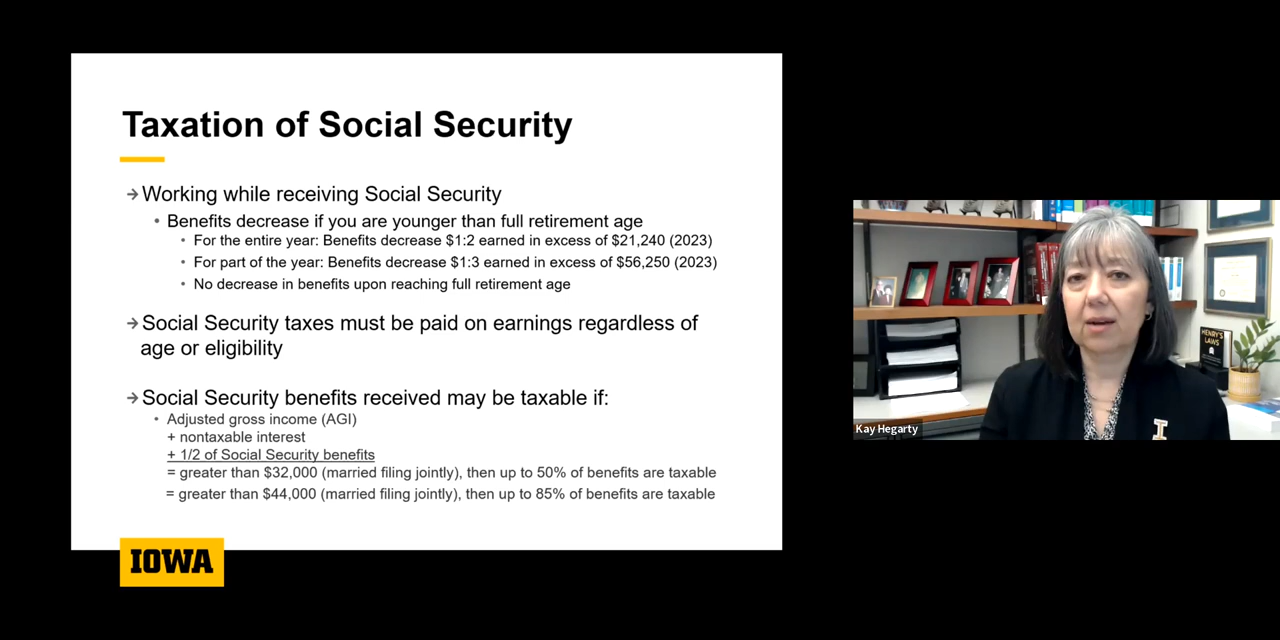 Taxation of Social Security
→ Working while receiving Social Security
• Benefits decrease if you are younger than full retirement age
• For the entire year: Benefits decrease $1:2 earned in excess of $21,240 (2023)
• For part of the year: Benefits decrease $1:3 earned in excess of $56,250 (2023)
• No decrease in benefits upon reaching full retirement age
→ Social Security taxes must be paid on earnings regardless of
age or eligibility
→ Social Security benefits received may be taxable if:
• Adjusted gross income (AGI)
+ nontaxable interest
+ 1/2 of Social Security benefits
= greater than $32,000 (married filing jointly), then up to 50% of benefits are taxable
= greater than $44,000 (married filing jointly), then up to 85% of benefits are taxable
IOWA
HENRY'S
LAWS
I
Kay Hegarty